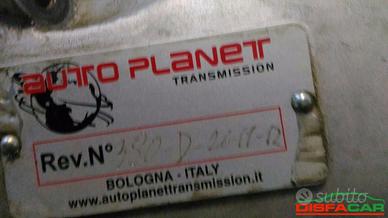 AUTO PLANET
TRANSMISSION
Rev.N°
BOLOGNA - ITALY
www.autoplanettransmission.it
subito
DISFACAR